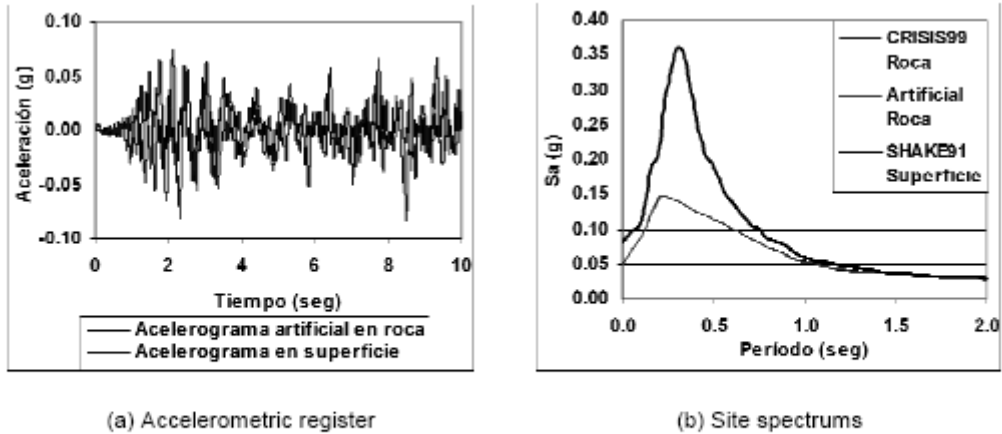 0.10
0.05
0.00
-0.05
-0.10
Aceleración (g)
0 2 4 6 8 10
Tiempo (seg)
Acelerograma artificial en roca
Acelerograma en superficie
(a) Accelerometric register
0.40
0.35
0.30
0.25
0.20
0.15
0.10
0.05
0.00
Sa (g)
CRISIS99
Roca
Artificial
Roca
SHAKE91
Superficie
0.0 0.5 1.0 1.5 2.0
Período (seg)
(b) Site spectrums